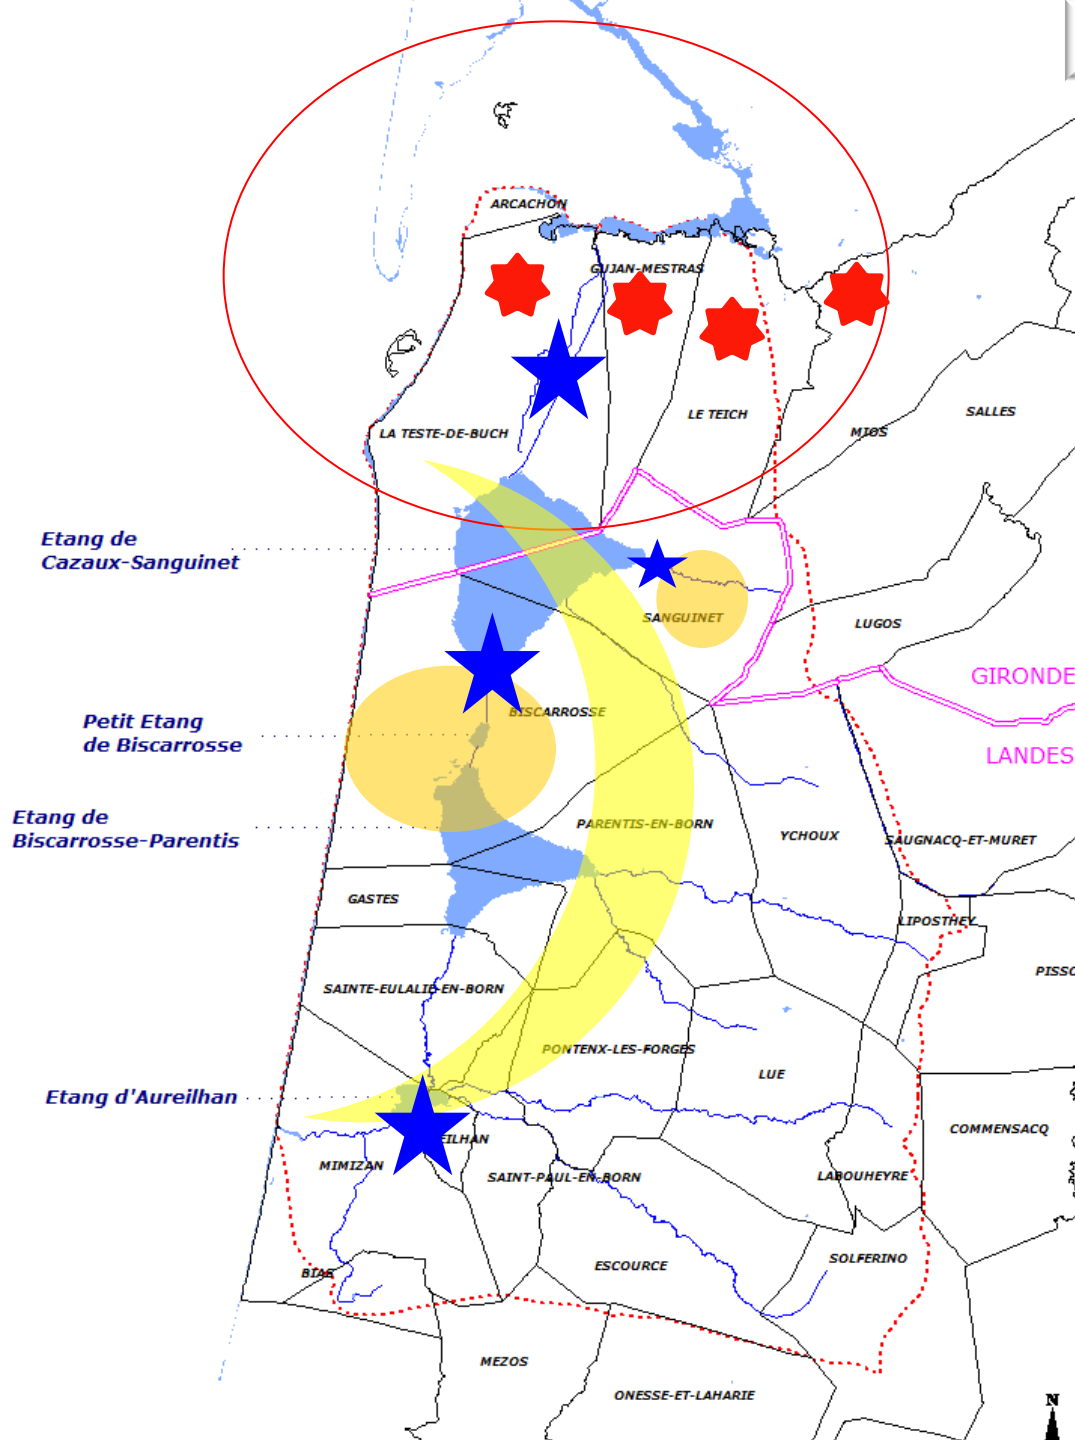 ARCACHON
GUJAN-MESTRAS
LE TEICH
SALLES
MIOS
LA TESTE-DE-BUCH
Etang de
Cazaux-Sanguinet
SANGUINET
LUGOS
GIRONDE
BISCARROSSE
Petit Etang
de Biscarrosse
LANDES
Etang de
Biscarrosse-Parentis
PARENTIS-EN-BORN
YCHOUX
SAUGNACQ-ET-MURET
GASTES
LIPOSTHEY
PISSO
SAINTE-EULALIE-EN-BORN
PONTENX-LES-FORGES
LUE
Etang d'Aureilhan
COMMENSACQ
EILHAN
MIMIZAN
SAINT-PAUL-EN-BORN
LABOUHEYRE
SOLFERINO
ESCOURCE
BIAS
MEZOS
ONESSE-ET-LAHARIE
N